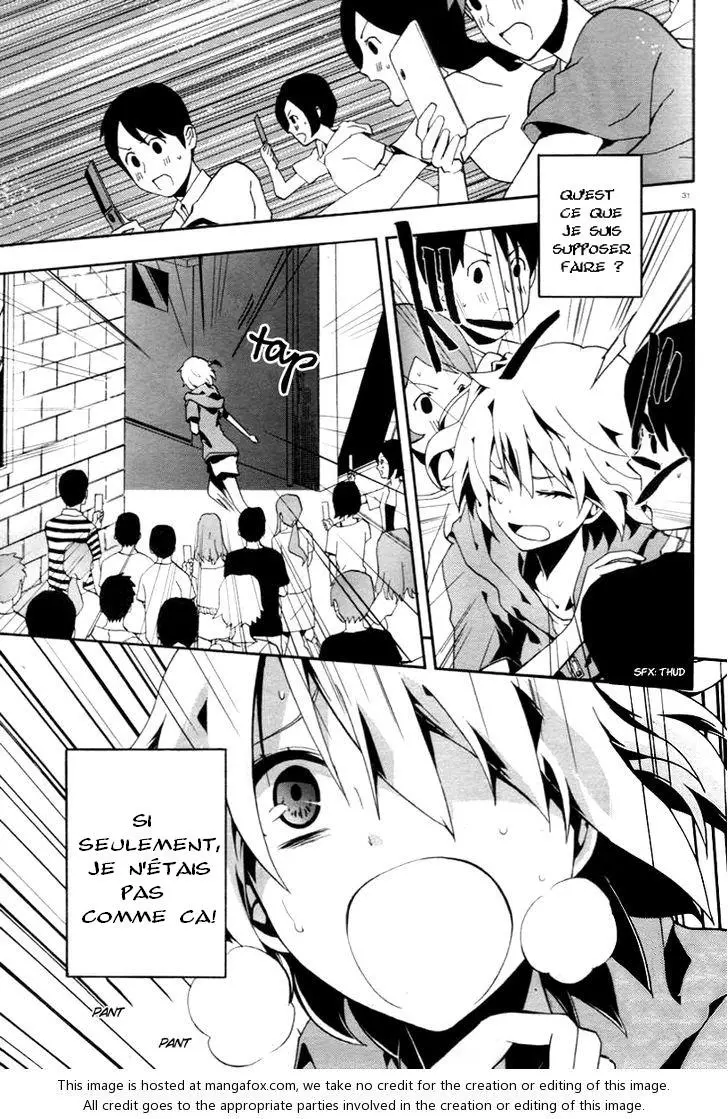 31
QU'EST
CE QUE
JE SUIS
SUPPOSER
FAIRE ?
tap
SFX: THUD
SI
SEULEMENT,
JE N'ÉTAIS
PAS
COMME CA!
PANT
PANT
This image is hosted at mangafox.com, we take no credit for the creation or editing of this image.
All credit goes to the appropriate parties involved in the creation or editing of this image.